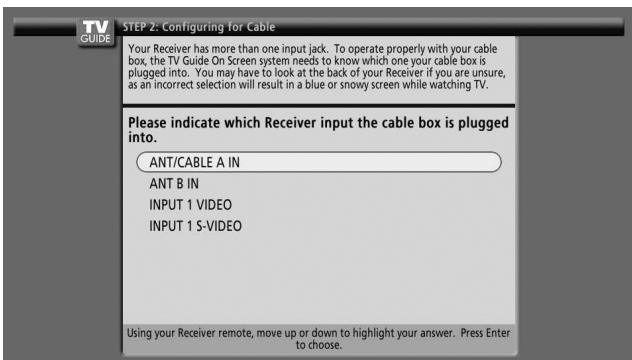 TV
GUIDE
STEP 2: Configuring for Cable
Your Receiver has more than one input jack. To operate properly with your cable
box, the TV Guide On Screen system needs to know which one your cable box is
plugged into. You may have to look at the back of your Receiver if you are unsure,
as an incorrect selection will result in a blue or snowy screen while watching TV.
Please indicate which Receiver input the cable box is plugged
into.
ANT/CABLE A IN
ANT B IN
INPUT 1 VIDEO
INPUT 1 S-VIDEO
Using your Receiver remote, move up or down to highlight your answer. Press Enter
to choose.